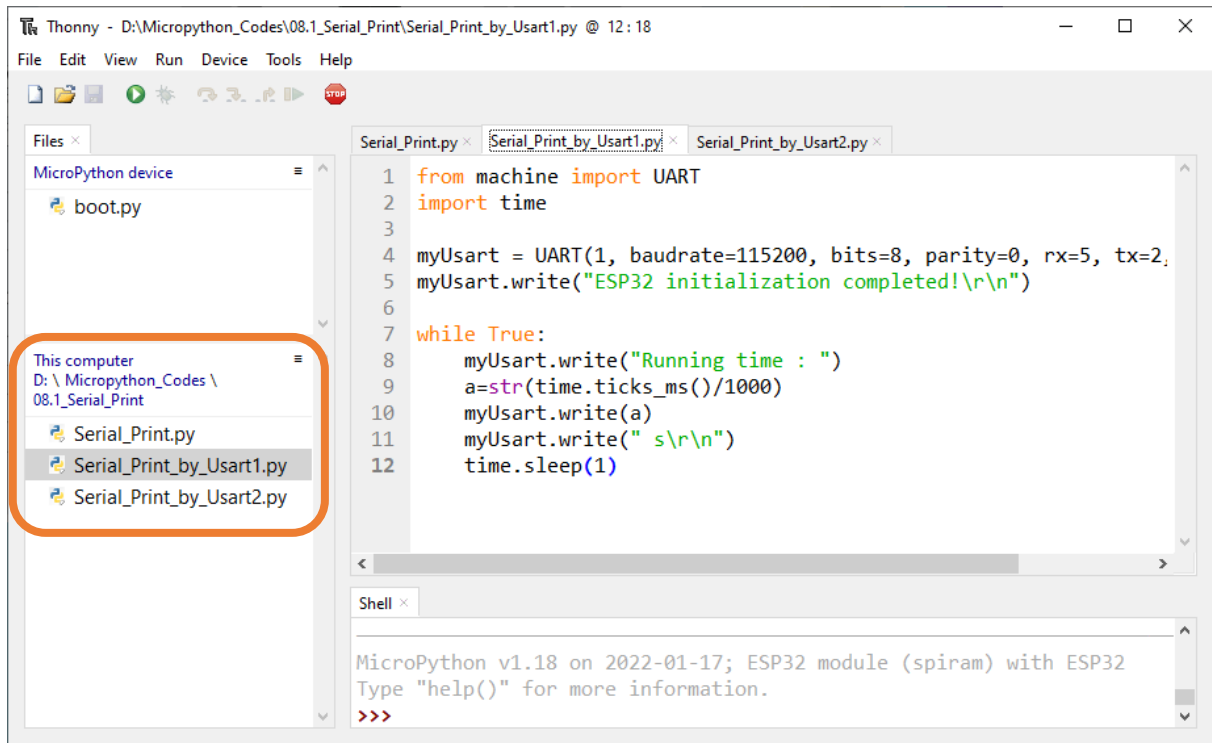 Thonny - D:\Micropython_Codes\08.1_Serial_Print\Serial_Print_by_Usart1.py @ 12:18
File Edit View Run Device Tools Help
STOP
Files
MicroPython device
boot.py
This computer
D: \ Micropython_Codes \
08.1_Serial_Print
Serial_Print.py
Serial_Print_by_Usart1.py
Serial_Print_by_Usart2.py
Serial_Print.py Serial_Print_by_Usart1.py Serial_Print_by_Usart2.py
1 from machine import UART
2 import time
3
4 myUsart = UART(1, baudrate=115200, bits=8, parity=0, rx=5, tx=2,
5 myUsart.write("ESP32 initialization completed!\r\n")
6
7 while True:
8     myUsart.write("Running time : ")
9     a=str(time.ticks_ms()/1000)
10     myUsart.write(a)
11     myUsart.write(" s\r\n")
12     time.sleep(1)
Shell
MicroPython v1.18 on 2022-01-17; ESP32 module (spiram) with ESP32
Type "help()" for more information.
>>>